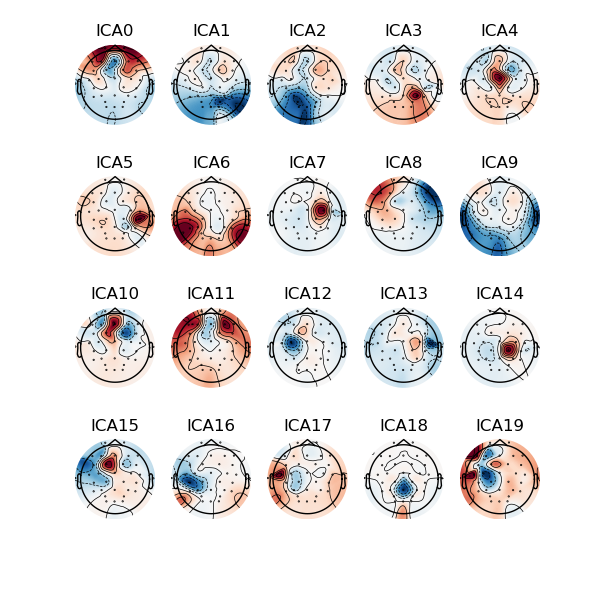 ICA0 ICA1 ICA2 ICA3 ICA4
ICA5 ICA6 ICA7 ICA8 ICA9
ICA10 ICA11 ICA12 ICA13 ICA14
ICA15 ICA16 ICA17 ICA18 ICA19